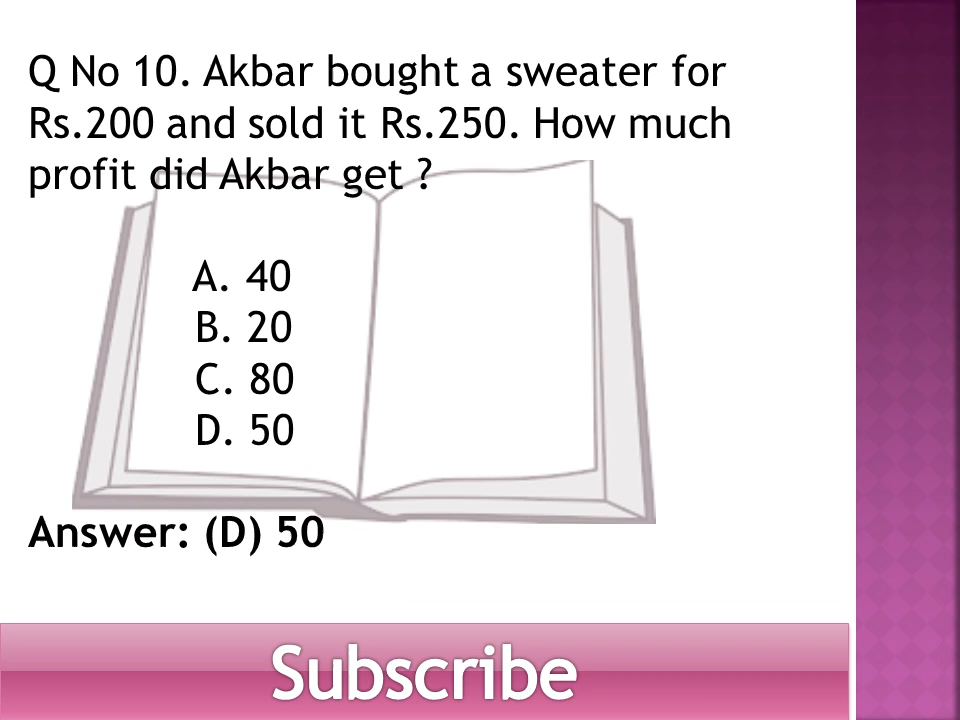 Q No 10. Akbar bought a sweater for
Rs.200 and sold it Rs.250. How much
profit did Akbar get ?
A. 40
B. 20
C. 80
D. 50
Answer: (D) 50
Subscribe